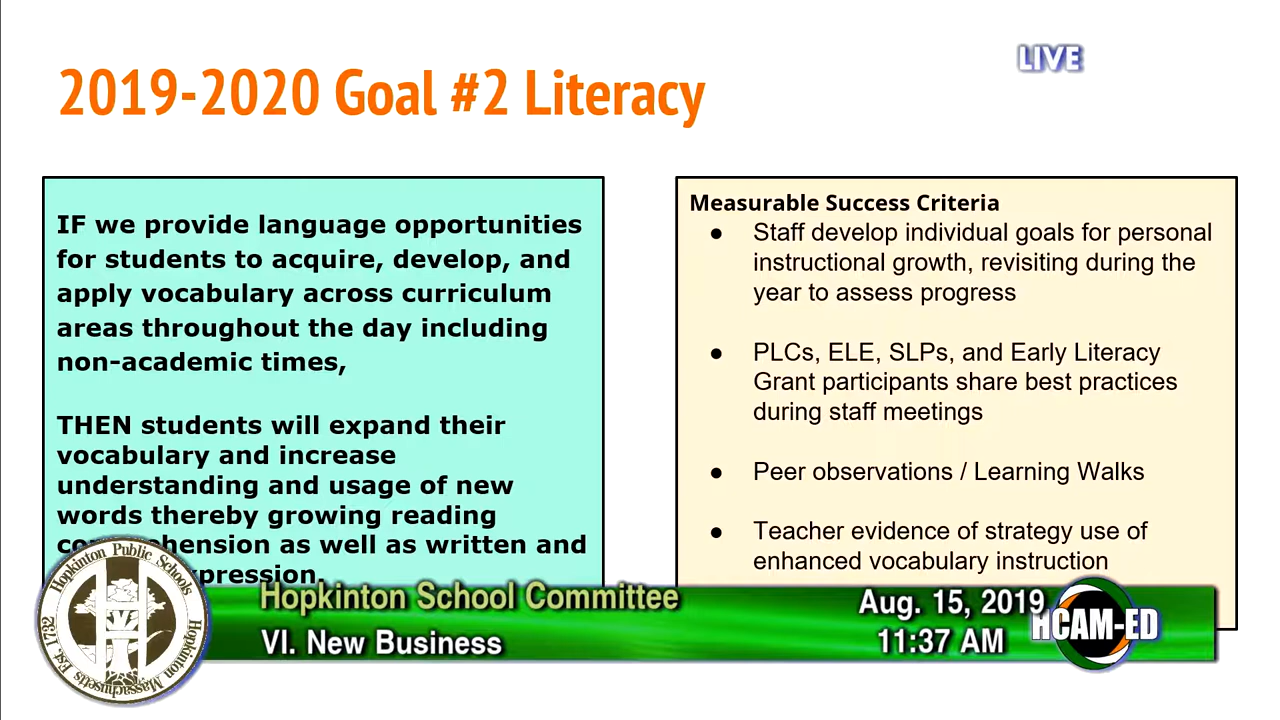 LIVE
2019-2020 Goal #2 Literacy
IF we provide language opportunities
for students to acquire, develop, and
apply vocabulary across curriculum
areas throughout the day including
non-academic times,
THEN students will expand their
vocabulary and increase
understanding and usage of new
words thereby growing reading
as well as written and
Measurable Success Criteria
● Staff develop individual goals for personal
instructional growth, revisiting during the
year to assess progress
● PLCs, ELE, SLPs, and Early Literacy
Grant participants share best practices
during staff meetings
● Peer observations / Learning Walks
● Teacher evidence of strategy use of
enhanced vocabulary instruction
Hopkinton Public Schools
Hopkinton Massachusetts Est. 1732
Hopkinton School Committee
VI. New Business
Aug. 15, 2019
11:37 AM
HCAM-ED